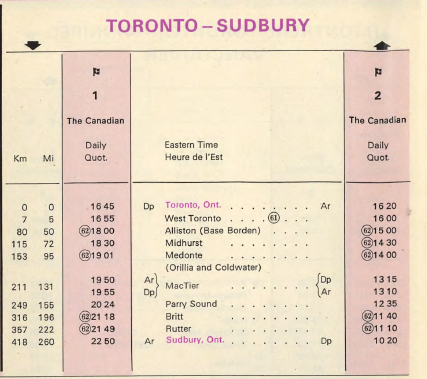 TORONTO – SUDBURY
1 2
The Canadian The Canadian
Daily Eastern Time Daily
Km Mi Quot. Heure de l'Est Quot.
0 0 16 45 Dp Toronto, Ont. . . . . . . . . Ar 16 20
7 5 16 55 West Toronto . . . . (61) . . . 16 00
80 50 (62)18 00 Alliston (Base Borden) . . . . (62)15 00
115 72 18 30 Midhurst . . . . . . . (62)14 30
153 95 (62)19 01 Medonte . . . . . . . (62)14 00
(Orillia and Coldwater)
211 131 19 50 Ar MacTier . . . . . . . Dp 13 15
19 55 Dp Ar 13 10
249 155 20 24 Parry Sound . . . . . . 12 35
316 196 (62)21 18 Britt . . . . . . . . (62)11 40
357 222 (62)21 49 Rutter . . . . . . . . (62)11 10
418 260 22 50 Ar Sudbury, Ont. . . . . . . Dp 10 20